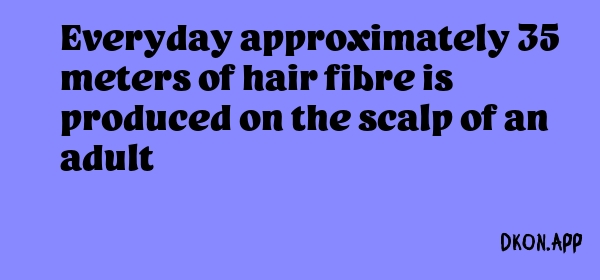 Everyday approximately 35
meters of hair fibre is
produced on the scalp of an
adult
DKON.APP